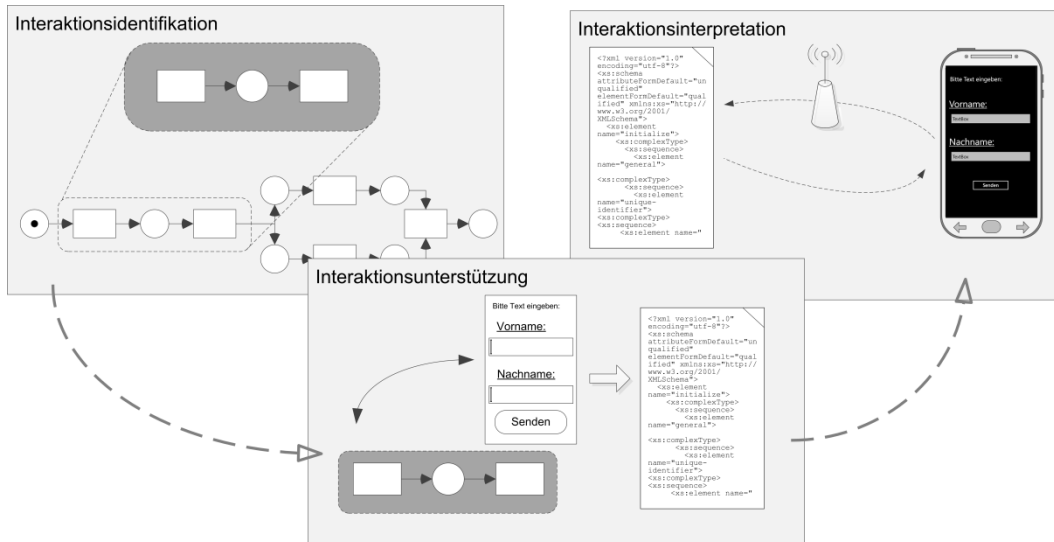 Interaktionsidentifikation
Interaktionsinterpretation
<?xml version="1.0"
encoding="utf-8"?>
<xs:schema
attributeFormDefault="un
qualified"
elementFormDefault="qual
ified" xmlns:xs="http://
www.w3.org/2001/
XMLSchema">
<xs:element
name="initialize">
<xs:complexType>
<xs:sequence>
<xs:element
name="general">
<xs:complexType>
<xs:sequence>
<xs:element
name="unique-
identifier">
<xs:complexType>
<xs:sequence>
<xs:element name="
Bitte Text eingeben:
Vorname:
TextBox
Nachname:
TextBox
Senden
Interaktionsunterstützung
Bitte Text eingeben:
Vorname:
Nachname:
Senden
<?xml version="1.0"
encoding="utf-8"?>
<xs:schema
attributeFormDefault="un
qualified"
elementFormDefault="qual
ified" xmlns:xs="http://
www.w3.org/2001/
XMLSchema">
<xs:element
name="initialize">
<xs:complexType>
<xs:sequence>
<xs:element
name="general">
<xs:complexType>
<xs:sequence>
<xs:element
name="unique-
identifier">
<xs:complexType>
<xs:sequence>
<xs:element name="